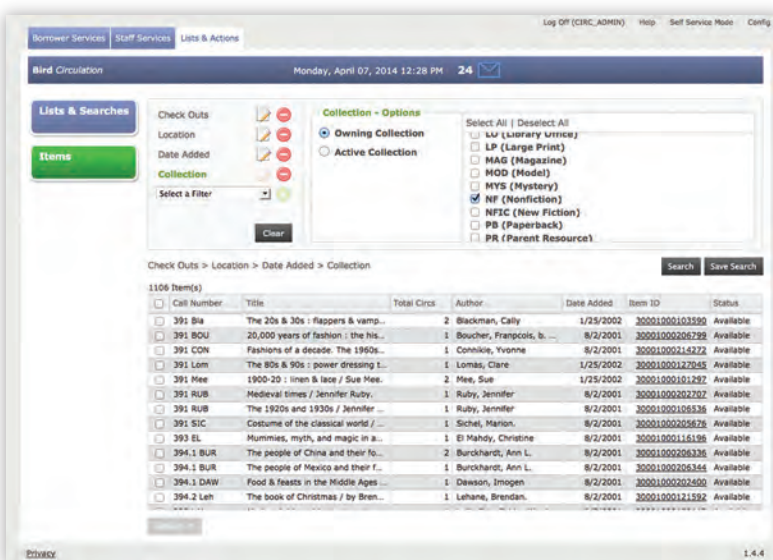 Log Off (CIRC_ADMIN) Help Self Service Mode Config
Borrower Services Staff Services Lists & Actions
Bird Circulation Monday, April 07, 2014 12:28 PM 24
Lists & Searches
Items
Check Outs
Location
Date Added
Collection
Select a Filter
Clear
Collection - Options
Owning Collection
Active Collection
Select All | Deselect All
LO (Library Office)
LP (Large Print)
MAG (Magazine)
MOD (Model)
MYS (Mystery)
NF (Nonfiction)
NFIC (New Fiction)
PB (Paperback)
PR (Parent Resource)
Check Outs > Location > Date Added > Collection Search Save Search
1106 Item(s)
Call Number Title Total Circs Author Date Added Item ID Status
391 Bla The 20s & 30s : flappers & vamp... 2 Blackman, Cally 1/25/2002 30001000103590 Available
391 BOU 20,000 years of fashion : the his... 1 Boucher, Franpcois, b. ... 8/2/2001 30001000206799 Available
391 CON Fashions of a decade. The 1960s... 1 Connikie, Yvonne 8/2/2001 30001000214272 Available
391 Lom The 80s & 90s : power dressing t... 1 Lomas, Clare 1/25/2002 30001000127045 Available
391 Mee 1900-20 : linen & lace / Sue Mee. 2 Mee, Sue 1/25/2002 30001000101297 Available
391 RUB Medieval times / Jennifer Ruby. 1 Ruby, Jennifer 8/2/2001 30001000202707 Available
391 RUB The 1920s and 1930s / Jennifer ... 1 Ruby, Jennifer 8/2/2001 30001000106536 Available
391 SIC Costume of the classical world / ... 1 Sichel, Marion. 8/2/2001 30001000205676 Available
393 EL Mummies, myth, and magic in a... 1 El Mahdy, Christine 8/2/2001 30001000116196 Available
394.1 BUR The people of China and their fo... 2 Burckhardt, Ann L. 8/2/2001 30001000206336 Available
394.1 BUR The people of Mexico and their f... 1 Burckhardt, Ann L. 8/2/2001 30001000206344 Available
394.1 DAW Food & feasts in the Middle Ages ... 1 Dawson, Imogen 8/2/2001 30001000202400 Available
394.2 Leh The book of Christmas / by Bren... 1 Lehane, Brendan. 8/2/2001 30001000121592 Available
Privacy 1.4.4